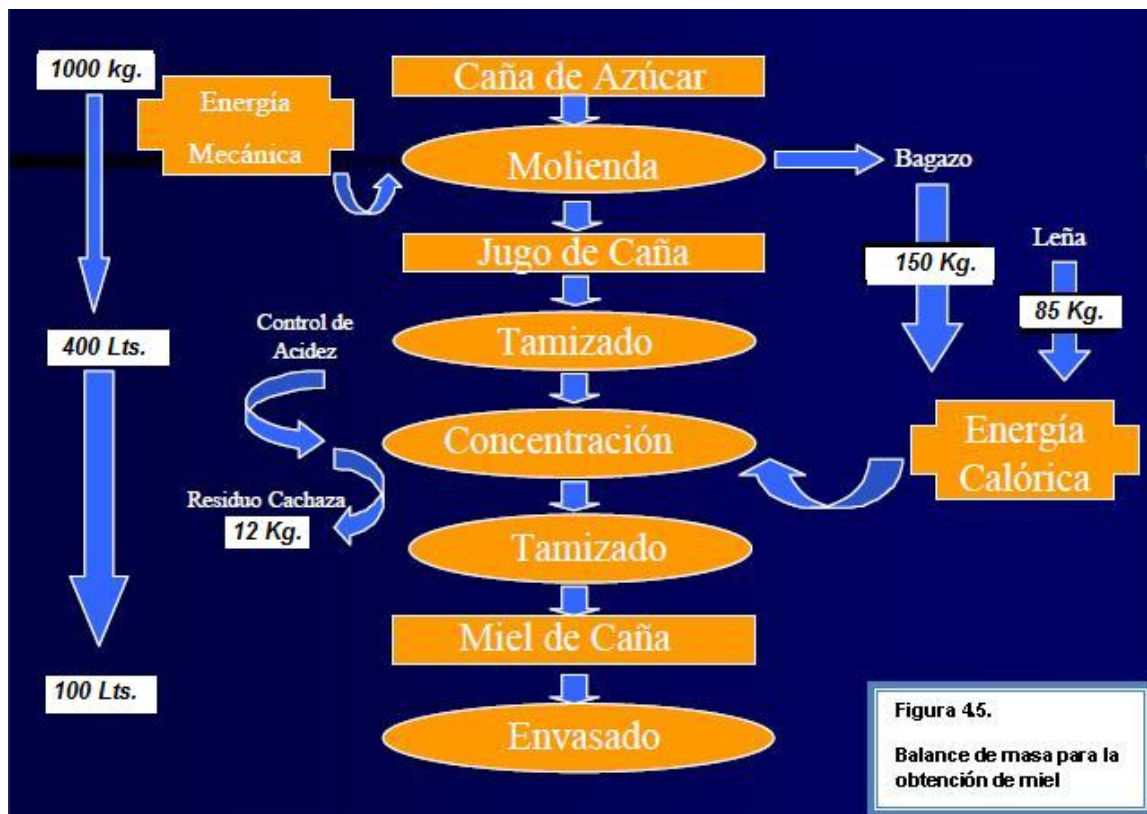 1000 kg.
Energía
Mecánica
Caña de Azúcar
Molienda
Bagazo
Jugo de Caña
150 Kg.
Leña
85 Kg.
400 Lts.
Control de
Acidez
Tamizado
Concentración
Energía
Calórica
Residuo Cachaza
12 Kg.
Tamizado
Miel de Caña
100 Lts.
Envasado
Figura 4.5.
Balance de masa para la
obtención de miel